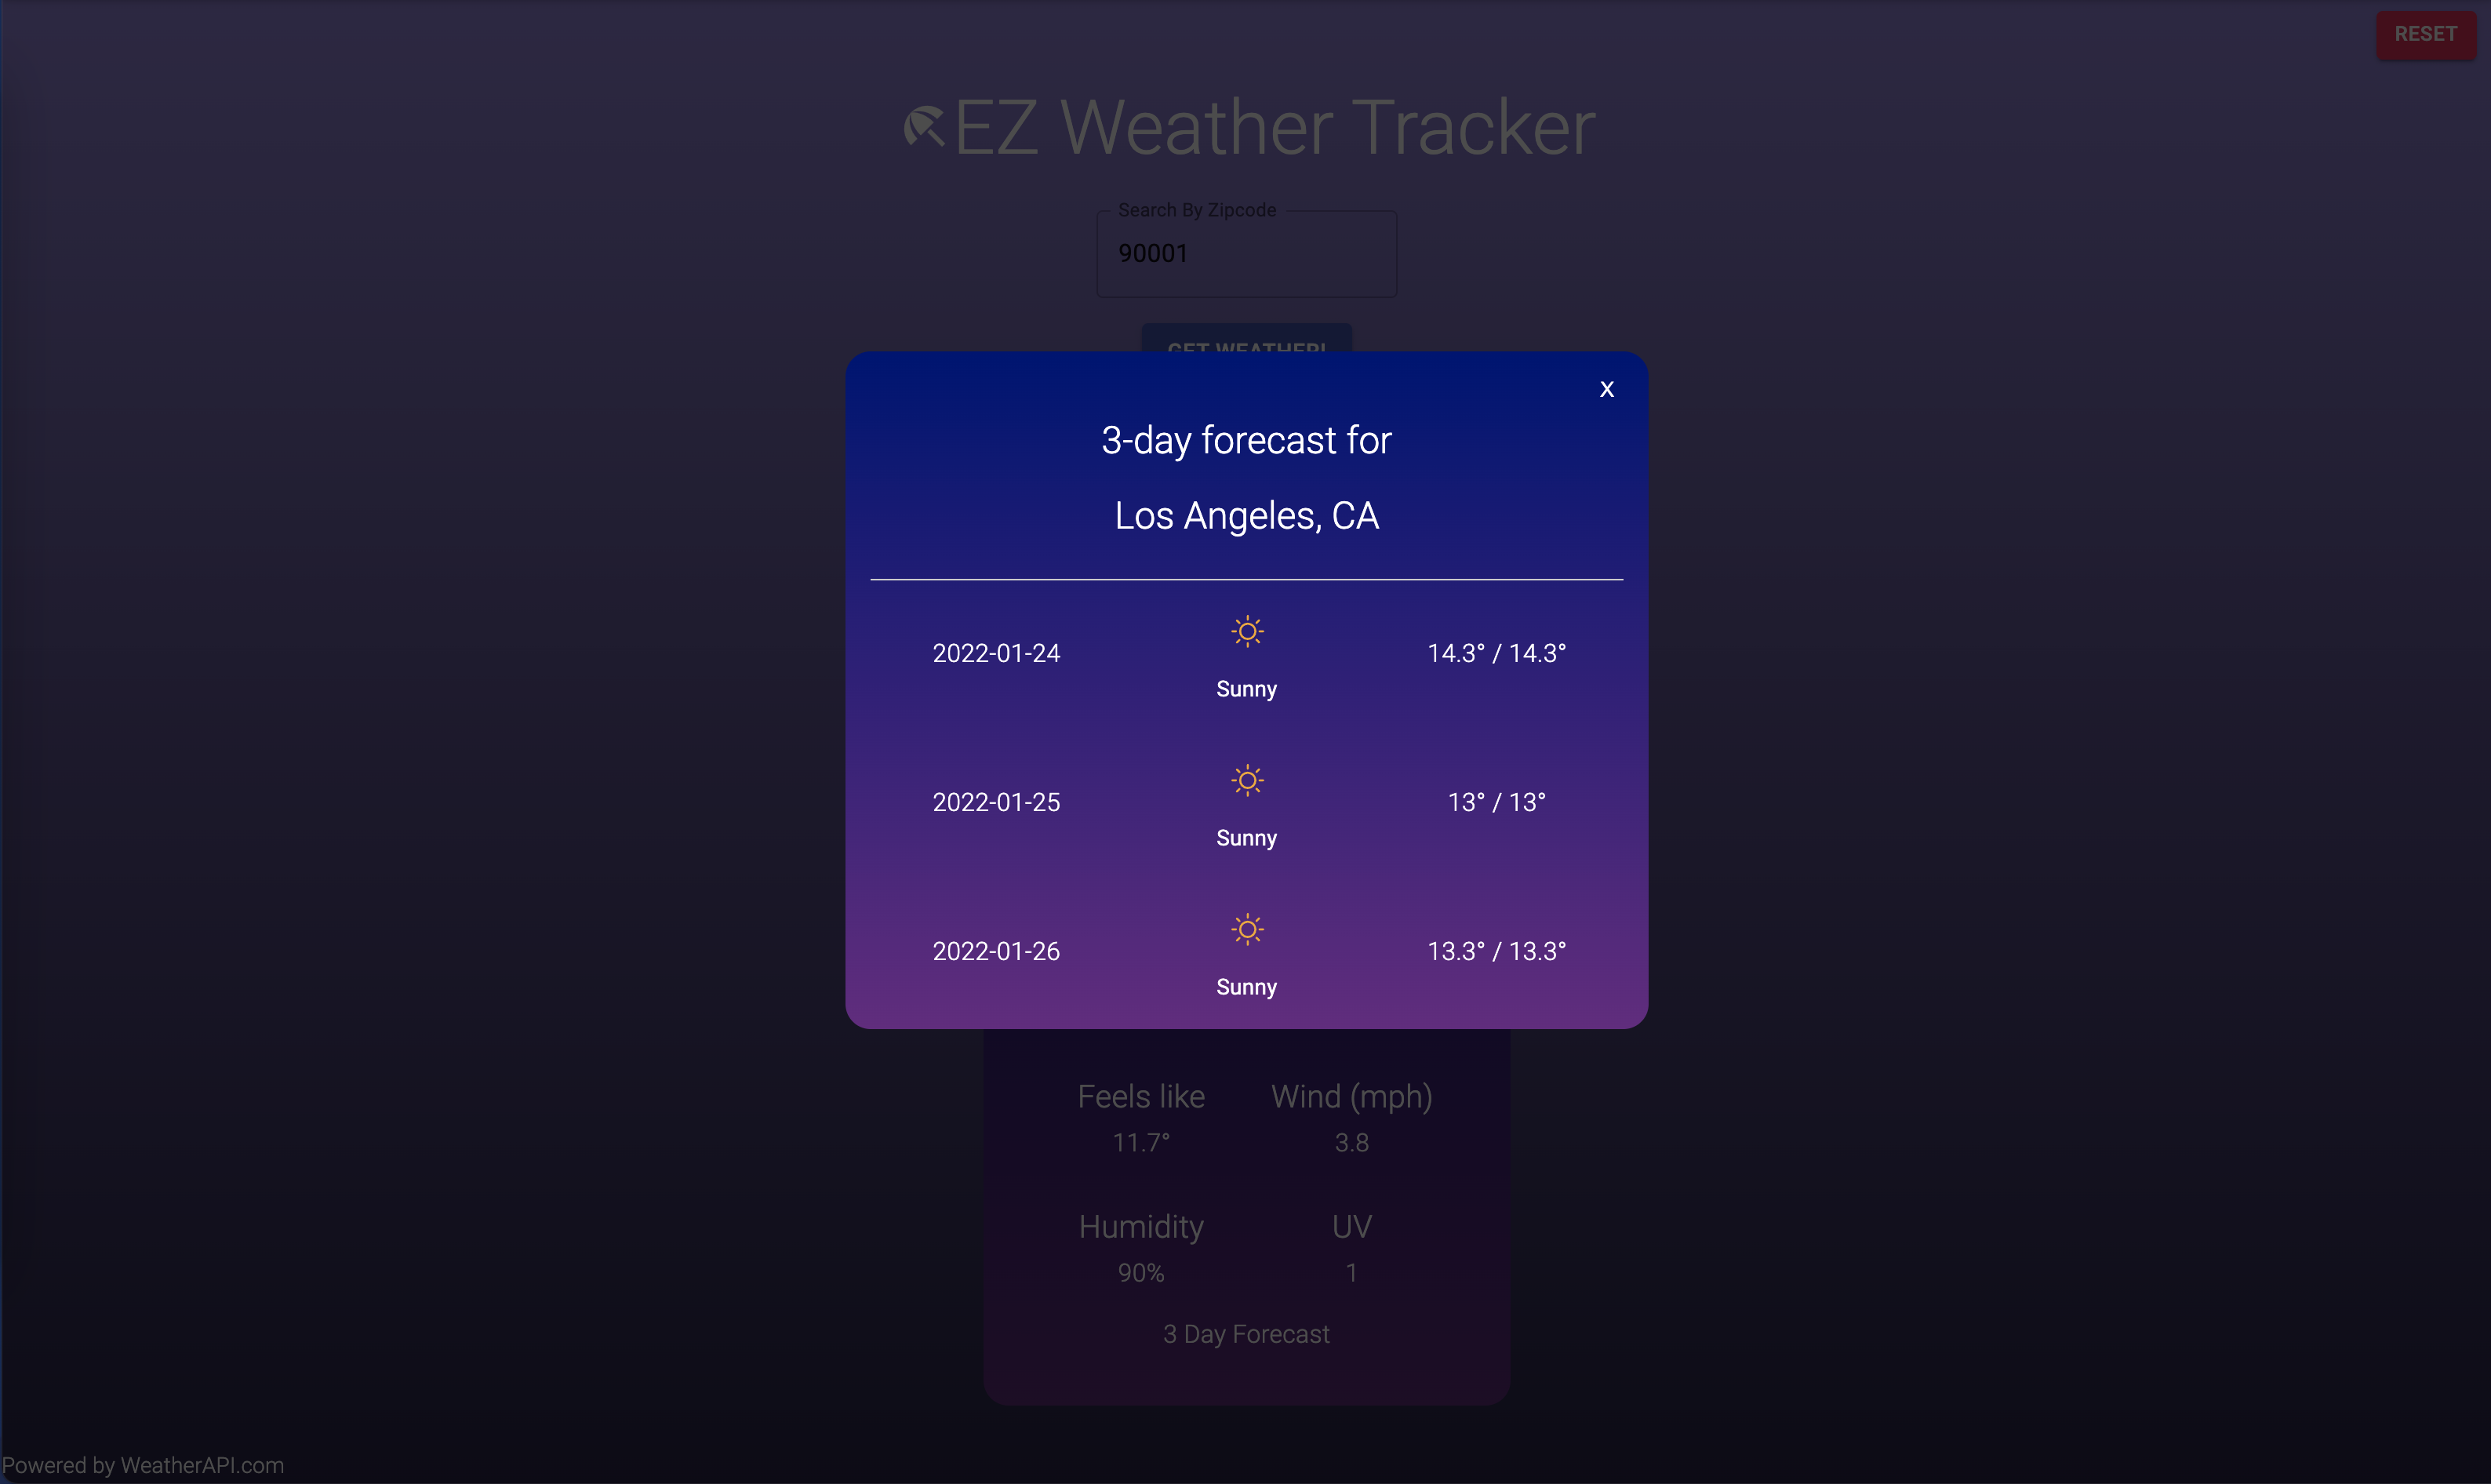 RESET
EZ Weather Tracker
Search By Zipcode
90001
GET WEATHER!
x
3-day forecast for
Los Angeles, CA
2022-01-24
Sunny
14.3° / 14.3°
2022-01-25
Sunny
13° / 13°
2022-01-26
Sunny
13.3° / 13.3°
Feels like Wind (mph)
11.7° 3.8
Humidity UV
90% 1
3 Day Forecast
Powered by WeatherAPI.com